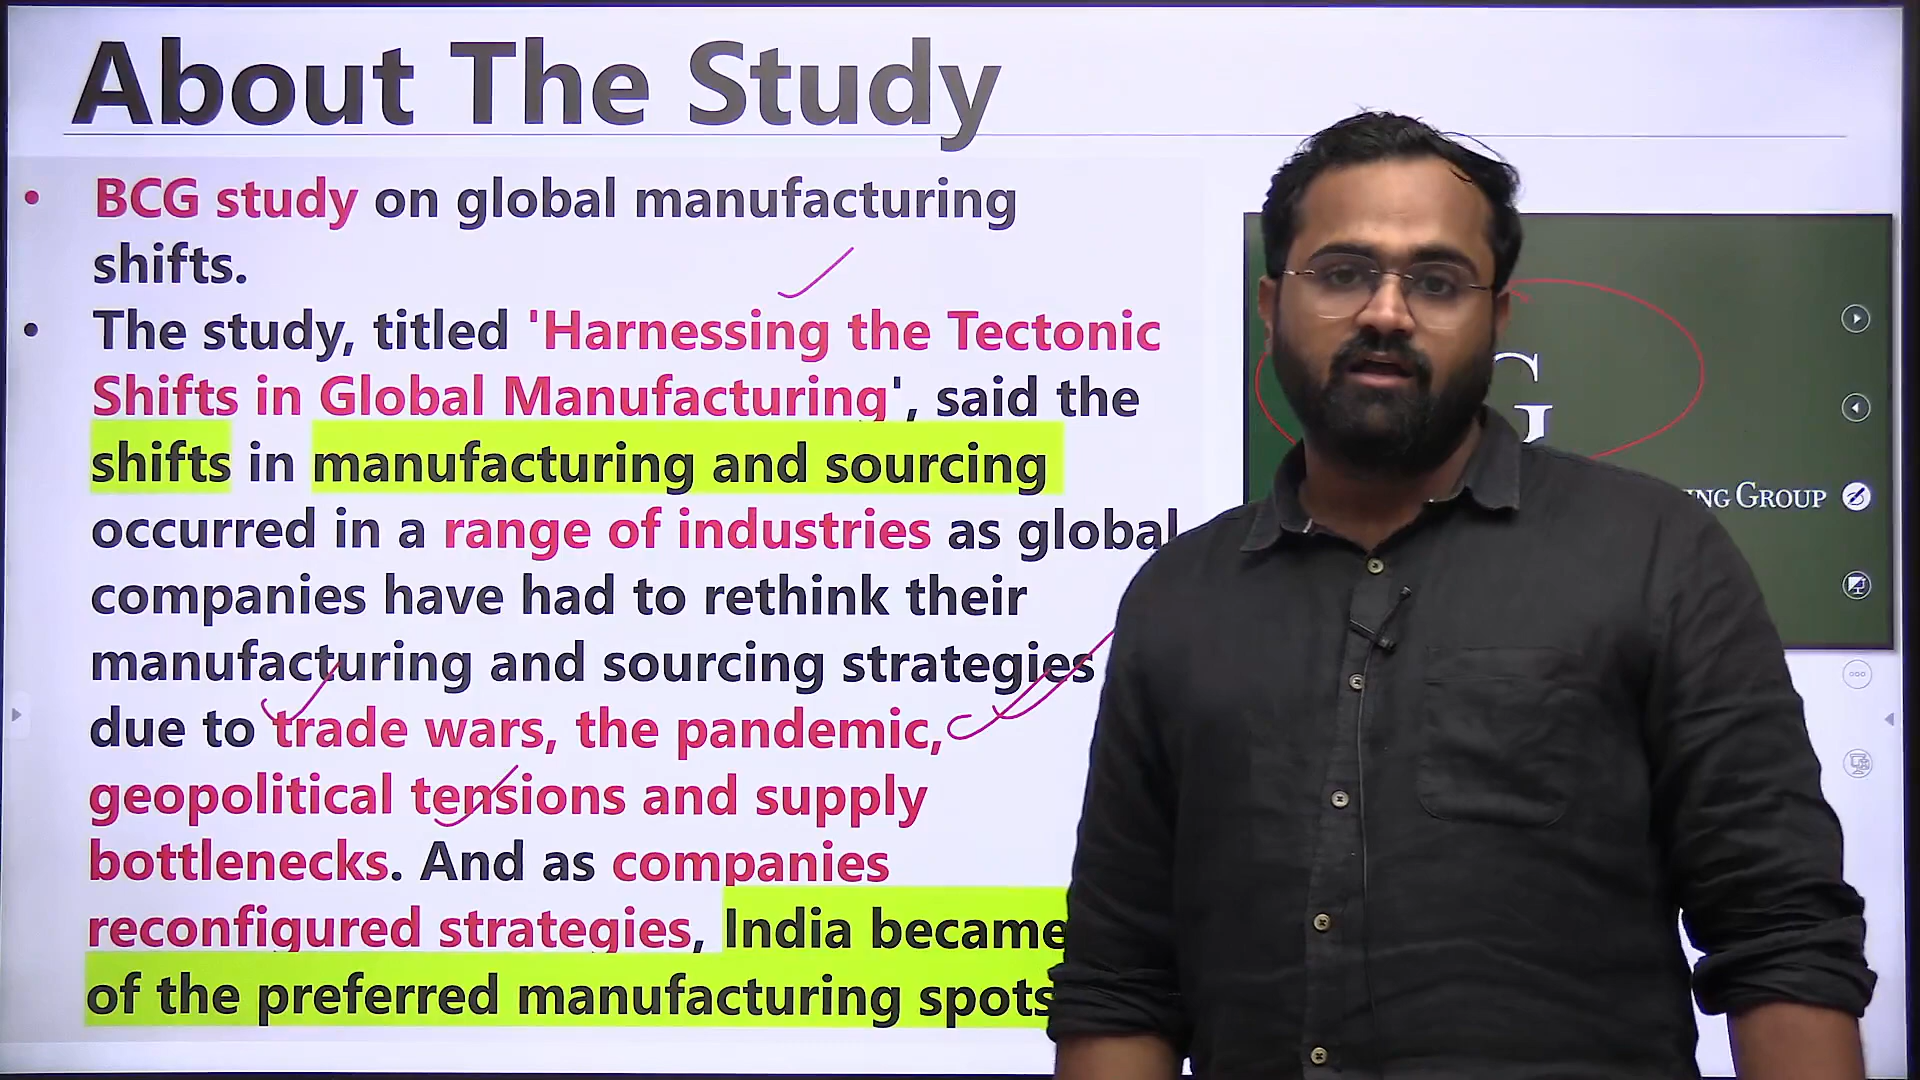 About The Study
• BCG study on global manufacturing
shifts.
• The study, titled 'Harnessing the Tectonic
Shifts in Global Manufacturing', said the
shifts in manufacturing and sourcing
occurred in a range of industries as global
companies have had to rethink their
manufacturing and sourcing strategies
due to trade wars, the pandemic,
geopolitical tensions and supply
bottlenecks. And as companies
reconfigured strategies, India became
of the preferred manufacturing spots
G
G
GROUP